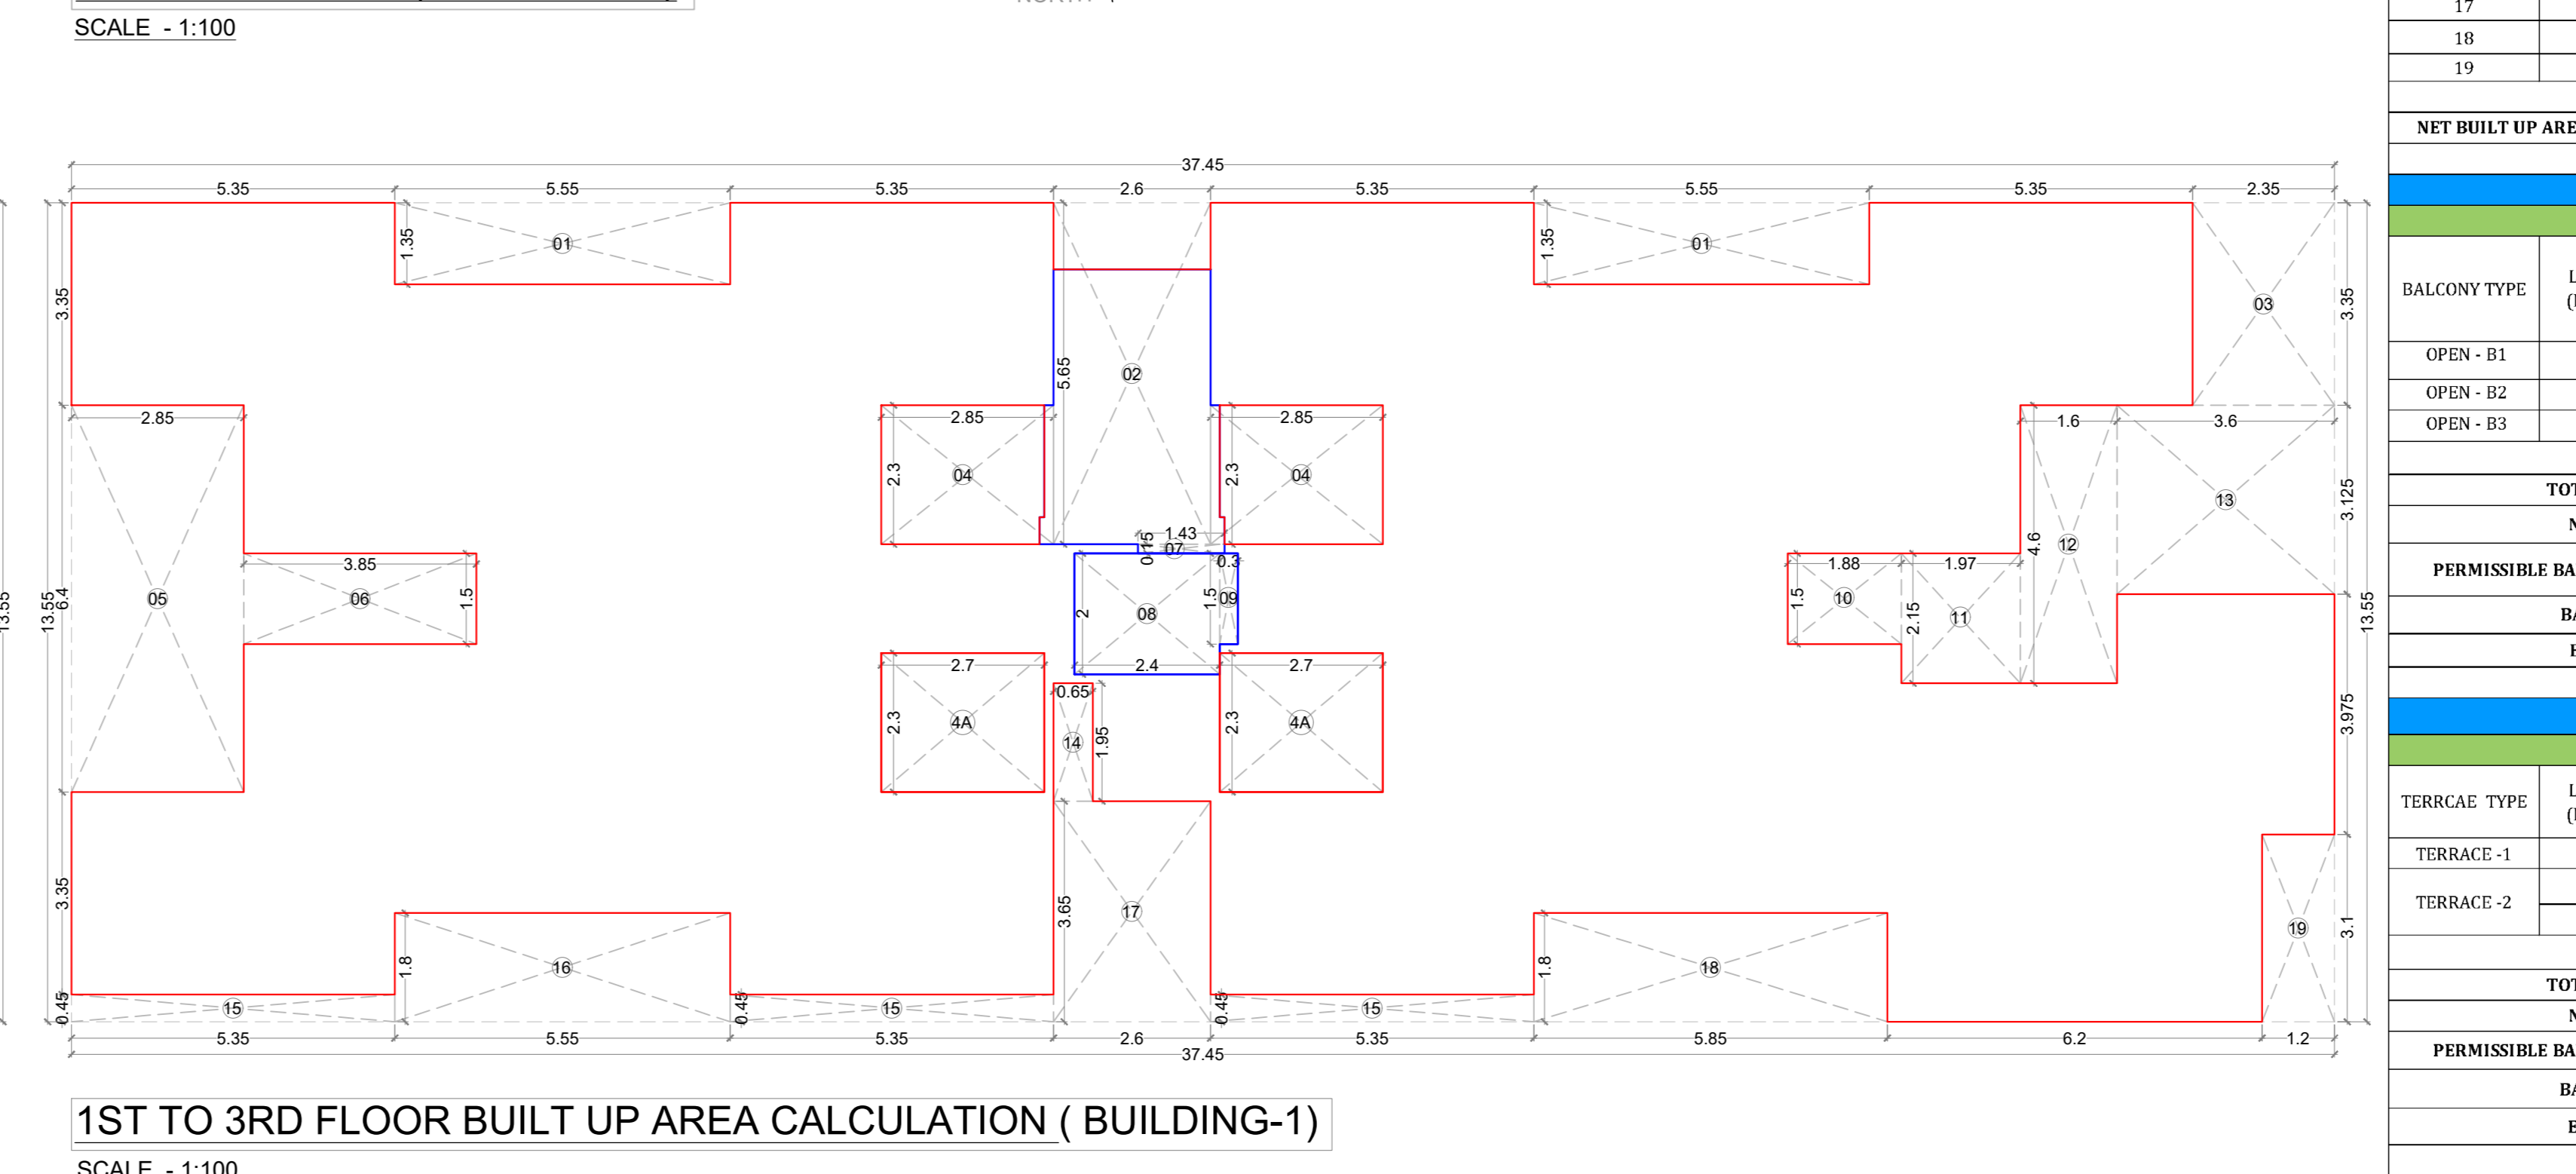 SCALE - 1:100
17
18
19
NET BUILT UP ARE
37.45
5.35 5.55 5.35 2.6 5.35 5.55 5.35 2.35
1.35 01 1.35 01
3.35 03 3.35
BALCONY TYPE
OPEN - B1
OPEN - B2
OPEN - B3
02 5.65
2.85 2.85 2.85 1.6 3.6
2.3 04 2.3 04
13 3.125
1.43
0.15 07
12 4.6
3.85 0.3 1.88 1.97
13.55 13.55 6.4 05 06 1.5 2 08 1.5 09 1.5 10 2.15 11 13.55
2.7 2.4 2.7
0.65
2.3 4A 14 1.95 2.3 4A
3.975
TOT
N
PERMISSIBLE BA
BA
TERRCAE TYPE
TERRACE -1
TERRACE -2
3.35 3.65 17 19 3.1
1.8 16 1.8 18
0.45 15 0.45 15 0.45 15
5.35 5.55 5.35 2.6 5.35 5.85 6.2 1.2
37.45
TOT
N
PERMISSIBLE BA
BA
1ST TO 3RD FLOOR BUILT UP AREA CALCULATION ( BUILDING-1)
SCALE - 1:100